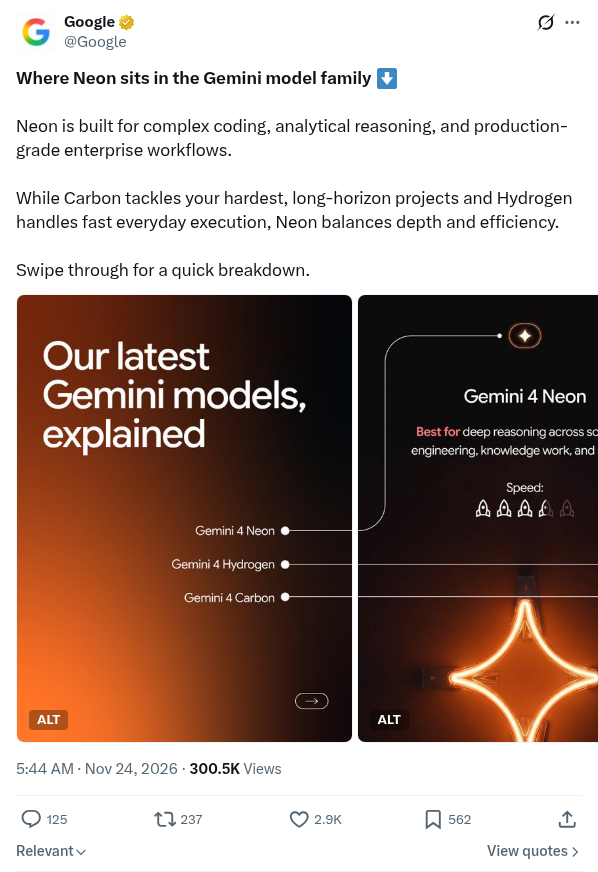 Google
@Google
Where Neon sits in the Gemini model family
Neon is built for complex coding, analytical reasoning, and production-
grade enterprise workflows.
While Carbon tackles your hardest, long-horizon projects and Hydrogen
handles fast everyday execution, Neon balances depth and efficiency.
Swipe through for a quick breakdown.
Our latest
Gemini models,
explained
Gemini 4 Neon
Gemini 4 Hydrogen
Gemini 4 Carbon
ALT
Gemini 4 Neon
Best for deep reasoning across so
engineering, knowledge work, and
Speed:
ALT
5:44 AM · Nov 24, 2026 · 300.5K Views
125 237 2.9K 562
Relevant View quotes